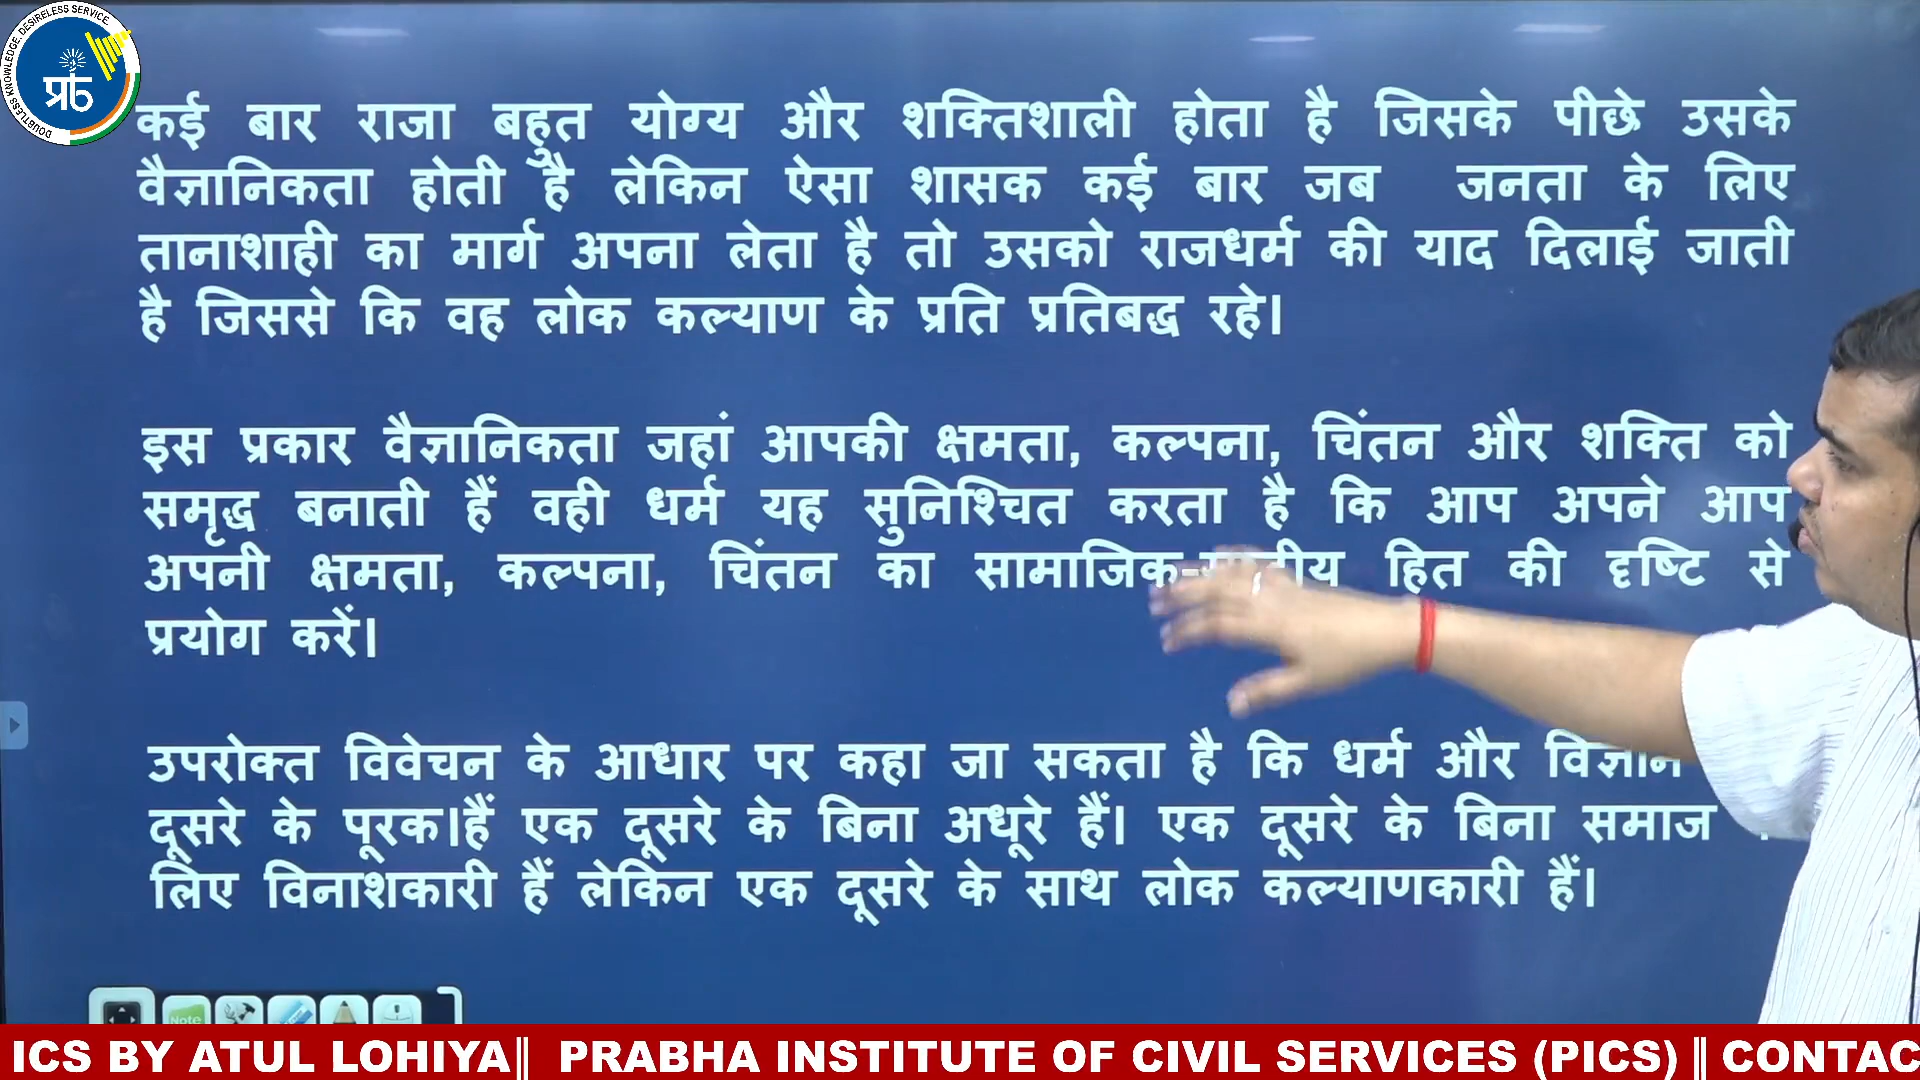 DOUBTLESS KNOWLEDGE, DESIRELESS SERVICE
प्रा
कई बार राजा बहुत योग्य और शक्तिशाली होता है जिसके पीछे उसके
वैज्ञानिकता होती है लेकिन ऐसा शासक कई बार जब जनता के लिए
तानाशाही का मार्ग अपना लेता है तो उसको राजधर्म की याद दिलाई जाती
है जिससे कि वह लोक कल्याण के प्रति प्रतिबद्ध रहे।
इस प्रकार वैज्ञानिकता जहां आपकी क्षमता, कल्पना, चिंतन और शक्ति को
समृद्ध बनाती हैं वही धर्म यह सुनिश्चित करता है कि आप अपने आप
अपनी क्षमता, कल्पना, चिंतन का सामाजिक- हित की दृष्टि से
प्रयोग करें।
उपरोक्त विवेचन के आधार पर कहा जा सकता है कि धर्म और विज्ञान
दूसरे के पूरक।हैं एक दूसरे के बिना अधूरे हैं। एक दूसरे के बिना समाज
लिए विनाशकारी हैं लेकिन एक दूसरे के साथ लोक कल्याणकारी हैं।
Note
ICS BY ATUL LOHIYA|| PRABHA INSTITUTE OF CIVIL SERVICES (PICS) || CONTAC